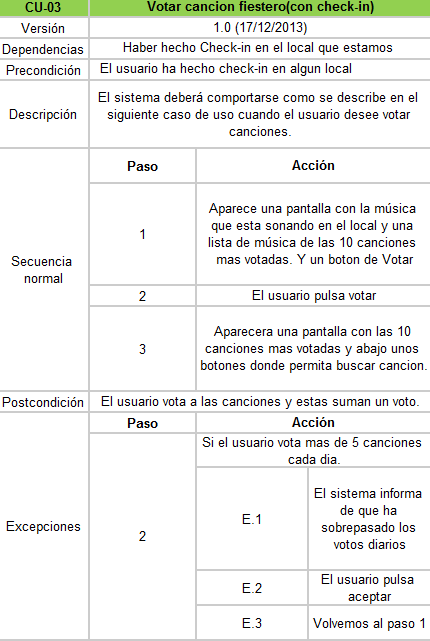 CU-03
Votar cancion fiestero(con check-in)
Versión
1.0 (17/12/2013)
Dependencias
Haber hecho Check-in en el local que estamos
Precondición
El usuario ha hecho check-in en algun local
Descripción
El sistema deberá comportarse como se describe en el
siguiente caso de uso cuando el usuario desee votar
canciones.
Secuencia
normal
Paso
Acción
1
Aparece una pantalla con la música
que esta sonando en el local y una
lista de música de las 10 canciones
mas votadas. Y un boton de Votar
2
El usuario pulsa votar
3
Aparecera una pantalla con las 10
canciones mas votadas y abajo unos
botones donde permita buscar cancion.
Postcondición
El usuario vota a las canciones y estas suman un voto.
Excepciones
Paso
Acción
2
Si el usuario vota mas de 5 canciones
cada dia.
E.1
El sistema informa
de que ha
sobrepasado los
votos diarios
E.2
El usuario pulsa
aceptar
E.3
Volvemos al paso 1